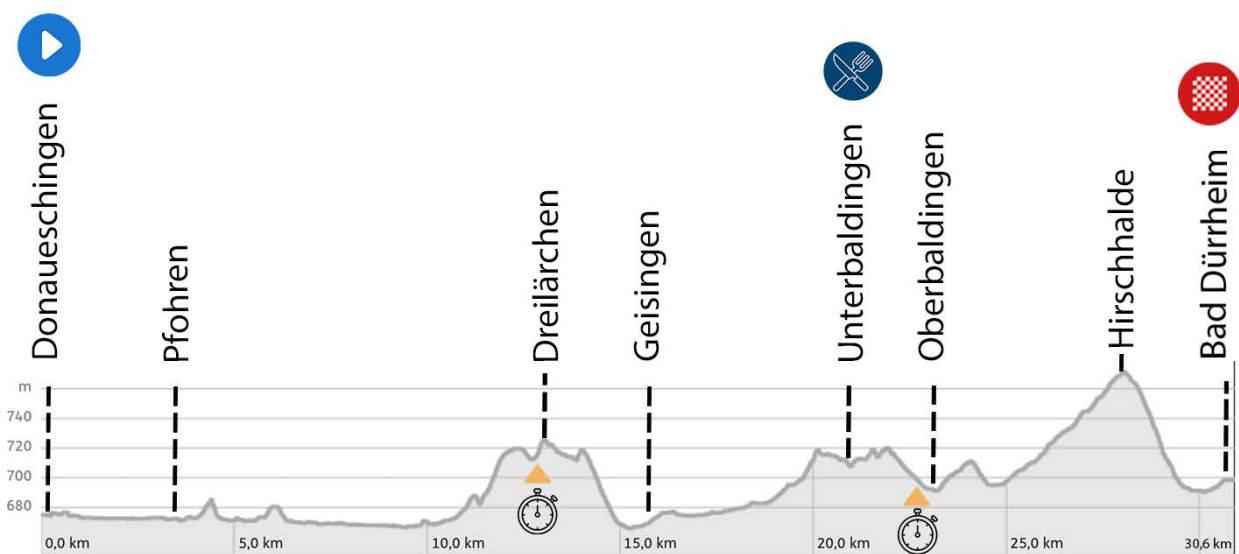 Donaueschingen
Pfohren
Dreilärchen
Geisingen
Unterbaldingen
Oberbaldingen
Hirschhalde
Bad Dürrheim
m
740
720
700
680
0,0 km 5,0 km 10,0 km 15,0 km 20,0 km 25,0 km 30,6 km